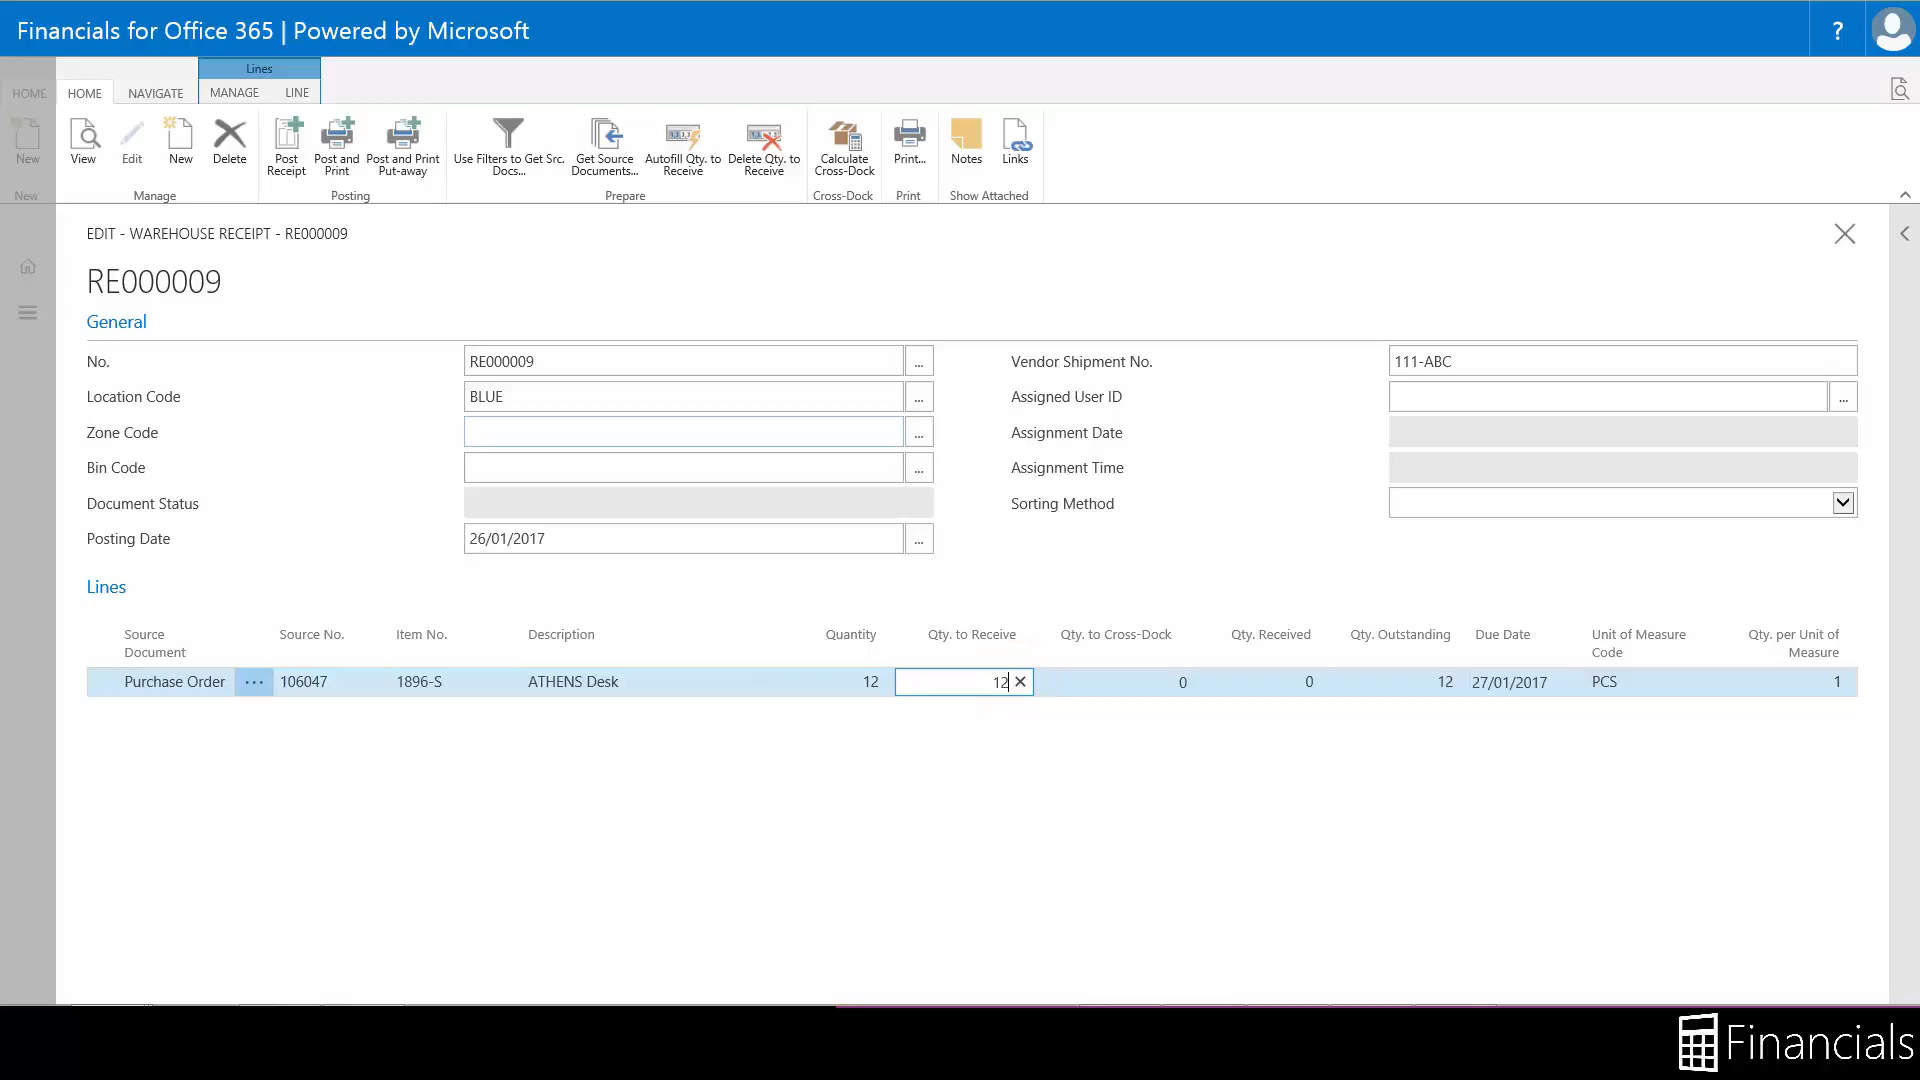 Financials for Office 365 | Powered by Microsoft
?
Lines
HOME
HOME
NAVIGATE
MANAGE
LINE
New
View
Edit
New
Delete
Post
Receipt
Post and
Print
Post and Print
Put-away
Use Filters to Get Src.
Docs...
Get Source
Documents...
Autofill Qty. to
Receive
Delete Qty. to
Receive
Calculate
Cross-Dock
Print...
Notes
Links
New
Manage
Posting
Prepare
Cross-Dock
Print
Show Attached
EDIT - WAREHOUSE RECEIPT - RE000009
RE000009
General
No. RE000009 ...
Vendor Shipment No. 111-ABC
Location Code BLUE ...
Assigned User ID ...
Zone Code ...
Assignment Date
Bin Code ...
Assignment Time
Document Status
Sorting Method
Posting Date 26/01/2017 ...
Lines
Source
Document
Source No.
Item No.
Description
Quantity
Qty. to Receive
Qty. to Cross-Dock
Qty. Received
Qty. Outstanding
Due Date
Unit of Measure
Code
Qty. per Unit of
Measure
Purchase Order ... 106047 1896-S ATHENS Desk 12 12 0 0 12 27/01/2017 PCS 1
Financials